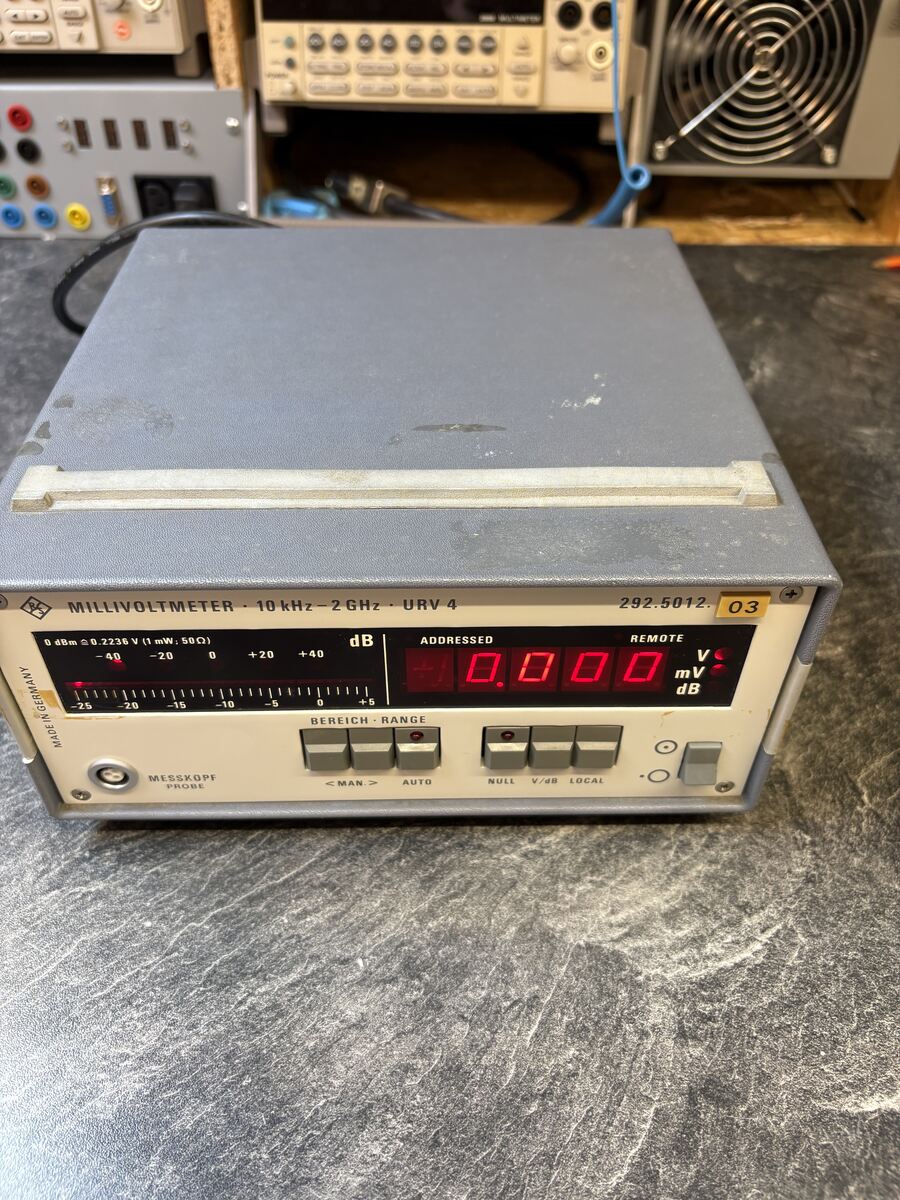 MULTIMETER
R&S
MILLIVOLTMETER · 10 kHz – 2 GHz · URV 4
292.5012. 03
0 dBm ≙ 0.2236 V (1 mW; 50 Ω) dB
ADDRESSED REMOTE
-40 -20 0 +20 +40
0.000
V
mV
dB
-25 -20 -15 -10 -5 0 +5
MADE IN GERMANY
BEREICH · RANGE
MESSKOPF
PROBE
<MAN.> AUTO
NULL V/dB LOCAL